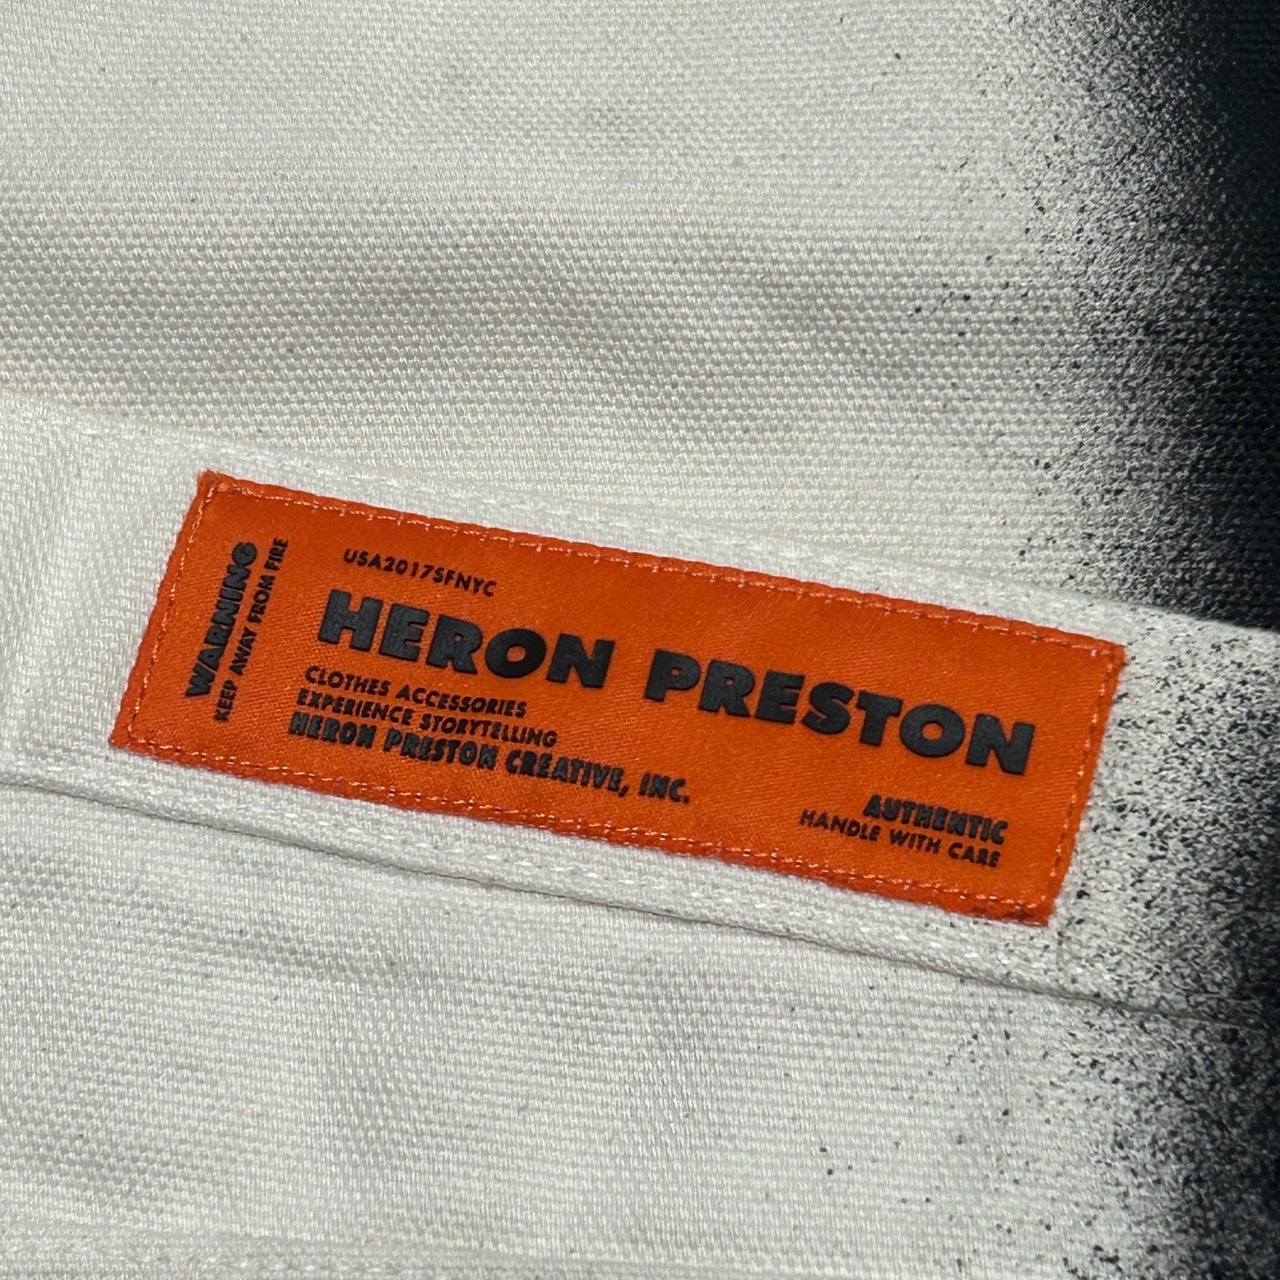 WARNING
KEEP AWAY FROM FIRE
USA2017SFNYC
HERON PRESTON
CLOTHES ACCESSORIES
EXPERIENCE STORYTELLING
HERON PRESTON CREATIVE, INC.
AUTHENTIC
HANDLE WITH CARE